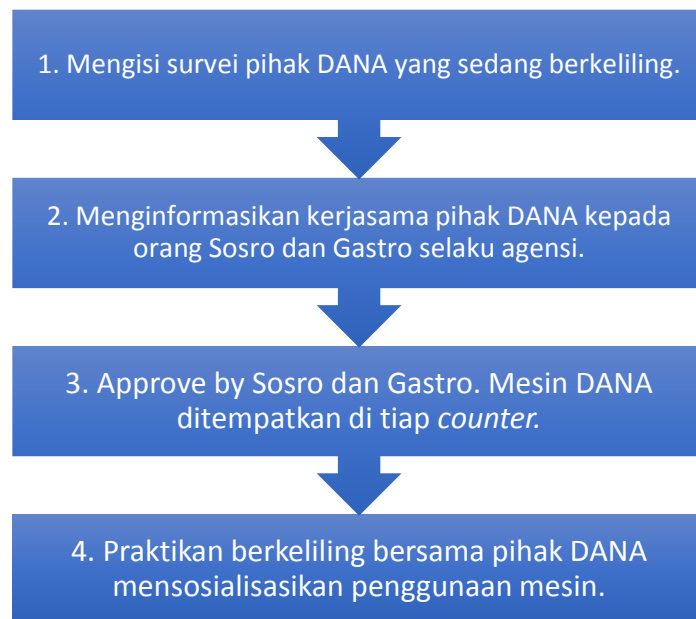 1. Mengisi survei pihak DANA yang sedang berkeliling.
2. Menginformasikan kerjasama pihak DANA kepada
orang Sosro dan Gastro selaku agensi.
3. Approve by Sosro dan Gastro. Mesin DANA
ditempatkan di tiap counter.
4. Praktikan berkeliling bersama pihak DANA
mensosialisasikan penggunaan mesin.